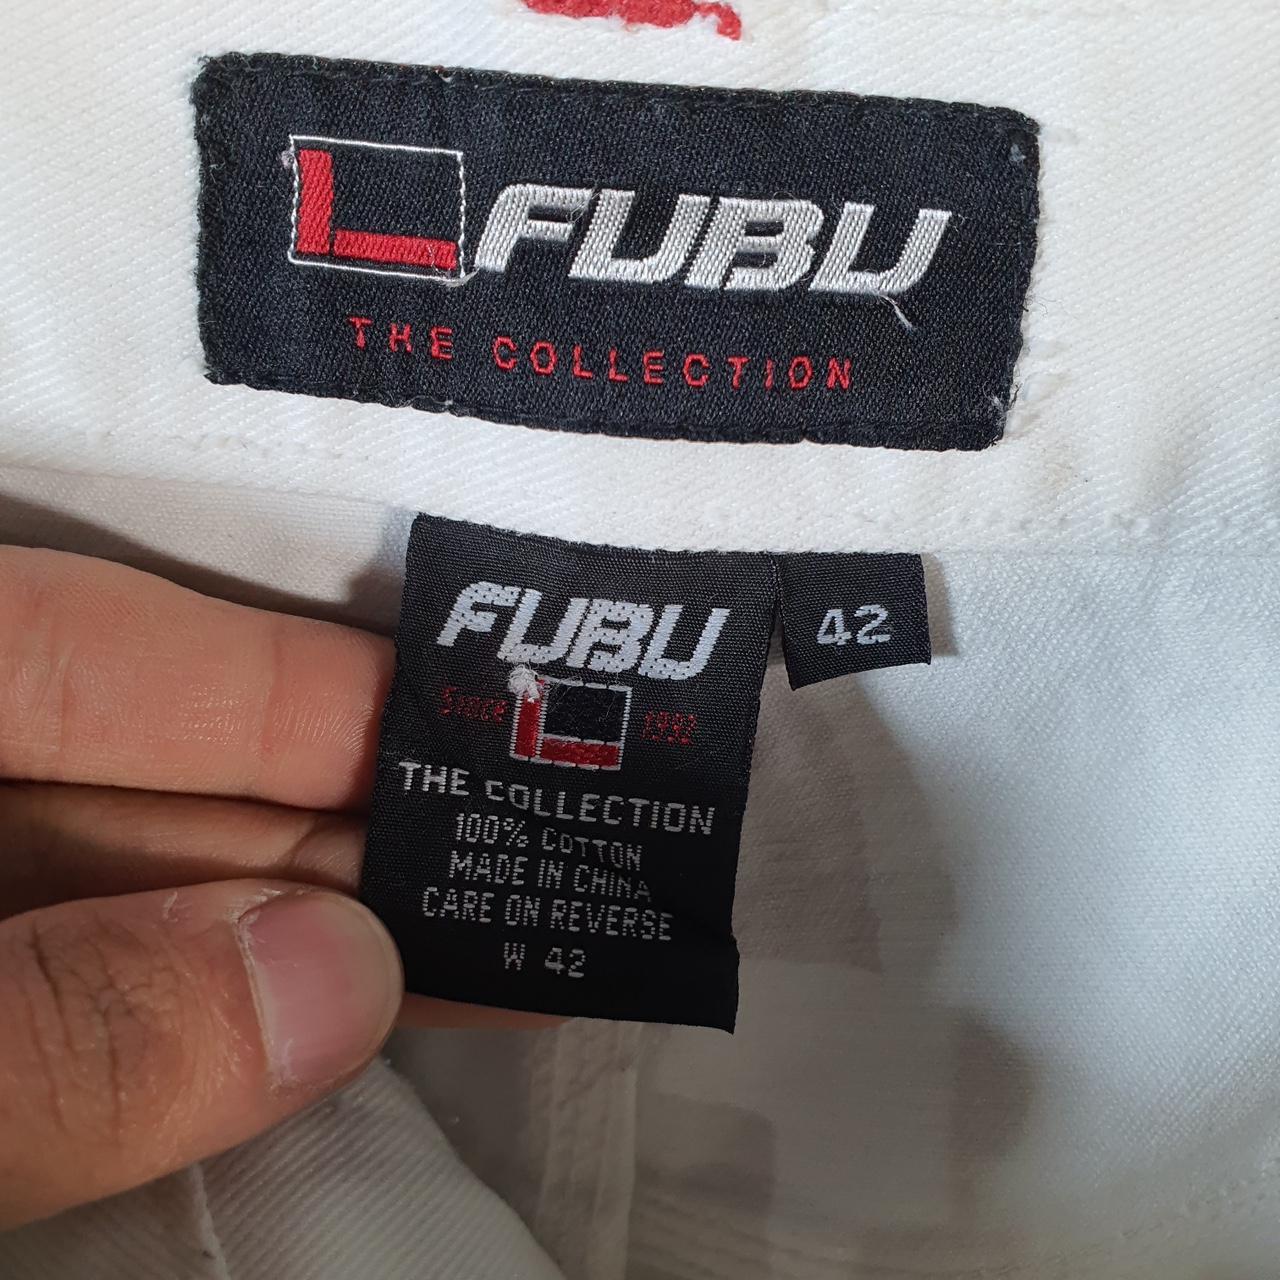 FUBU
THE COLLECTION
FUBU
42
Since 1992
THE COLLECTION
100% COTTON
MADE IN CHINA
CARE ON REVERSE
W 42